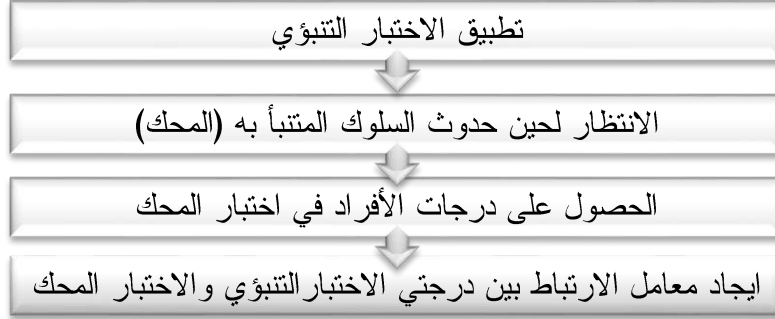 تطبيق الاختبار التنبؤي
الانتظار لحين حدوث السلوك المتنبأ به (المحك)
الحصول على درجات الأفراد في اختبار المحك
ايجاد معامل الارتباط بين درجتي الاختبارالتنبؤي والاختبار المحك